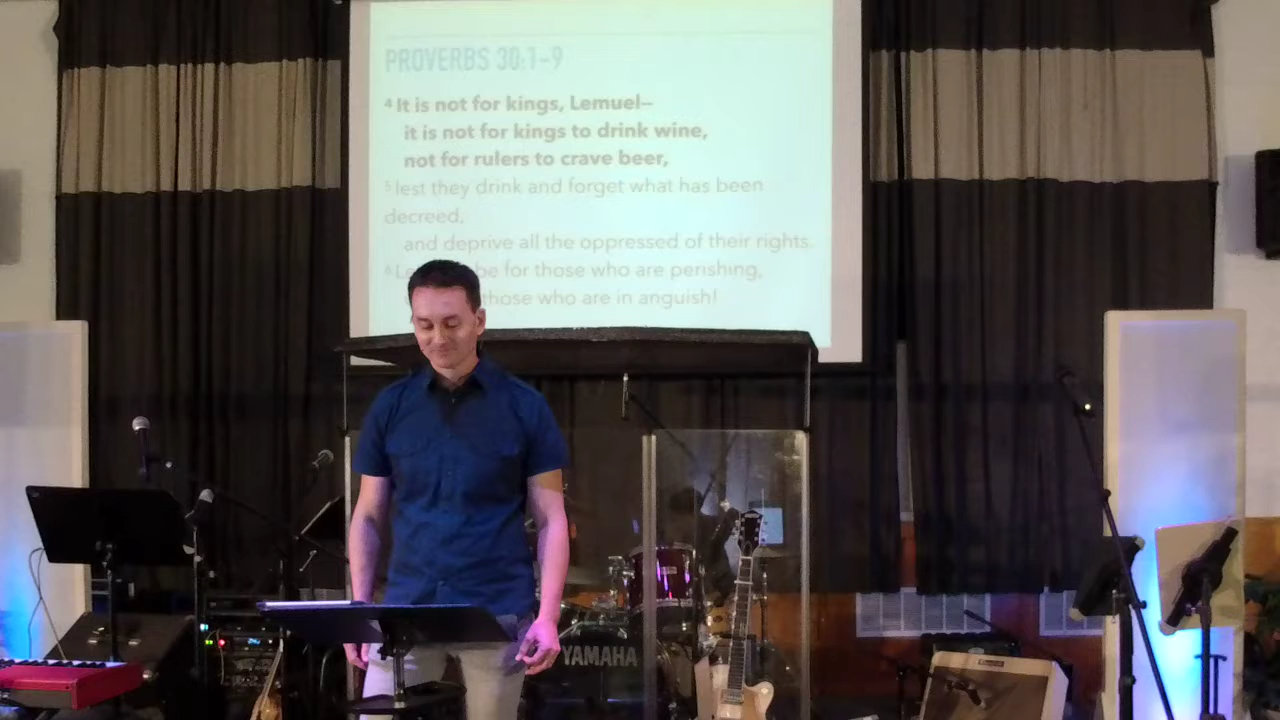 PROVERBS 30:1-9
4 It is not for kings, Lemuel—
it is not for kings to drink wine,
not for rulers to crave beer,
5 lest they drink and forget what has been
decreed,
and deprive all the oppressed of their rights.
6 be for those who are perishing,
those who are in anguish!
YAMAHA